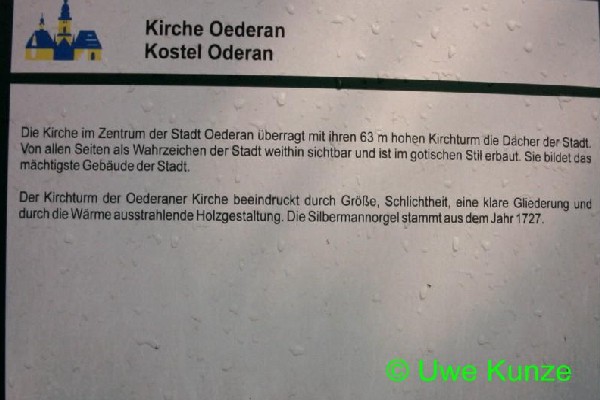 Kirche Oederan
Kostel Oderan
Die Kirche im Zentrum der Stadt Oederan überragt mit ihren 63 m hohen Kirchturm die Dächer der Stadt.
Von allen Seiten als Wahrzeichen der Stadt weithin sichtbar und ist im gotischen Stil erbaut. Sie bildet das
mächtigste Gebäude der Stadt.
Der Kirchturm der Oederaner Kirche beeindruckt durch Größe, Schlichtheit, eine klare Gliederung und
durch die Wärme ausstrahlende Holzgestaltung. Die Silbermannorgel stammt aus dem Jahr 1727.
© Uwe Kunze